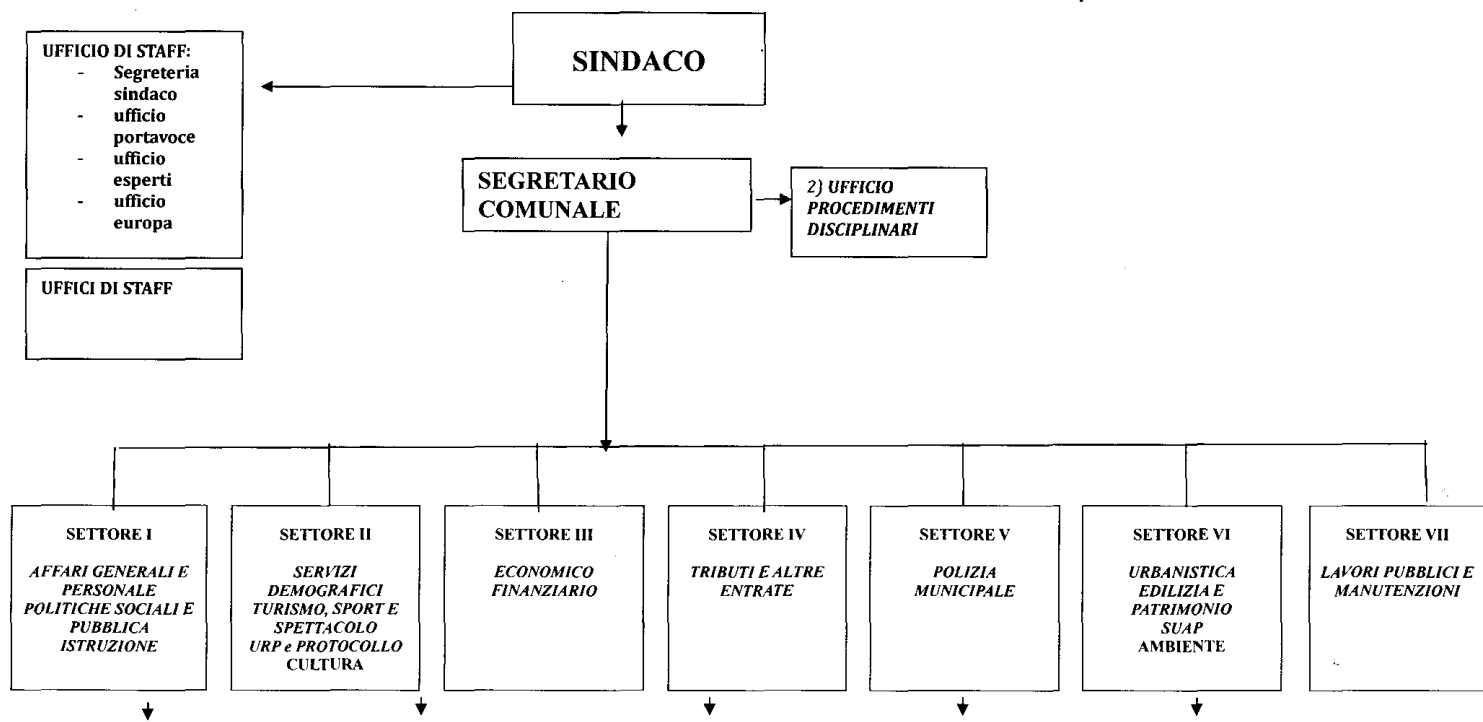 SINDACO
UFFICIO DI STAFF:
- Segreteria
sindaco
- ufficio
portavoce
- ufficio
esperti
- ufficio
europa
UFFICI DI STAFF
SEGRETARIO
COMUNALE
2) UFFICIO
PROCEDIMENTI
DISCIPLINARI
SETTORE I
AFFARI GENERALI E
PERSONALE
POLITICHE SOCIALI E
PUBBLICA
ISTRUZIONE
SETTORE II
SERVIZI
DEMOGRAFICI
TURISMO, SPORT E
SPETTACOLO
URP e PROTOCOLLO
CULTURA
SETTORE III
ECONOMICO
FINANZIARIO
SETTORE IV
TRIBUTI E ALTRE
ENTRATE
SETTORE V
POLIZIA
MUNICIPALE
SETTORE VI
URBANISTICA
EDILIZIA E
PATRIMONIO
SUAP
AMBIENTE
SETTORE VII
LAVORI PUBBLICI E
MANUTENZIONI